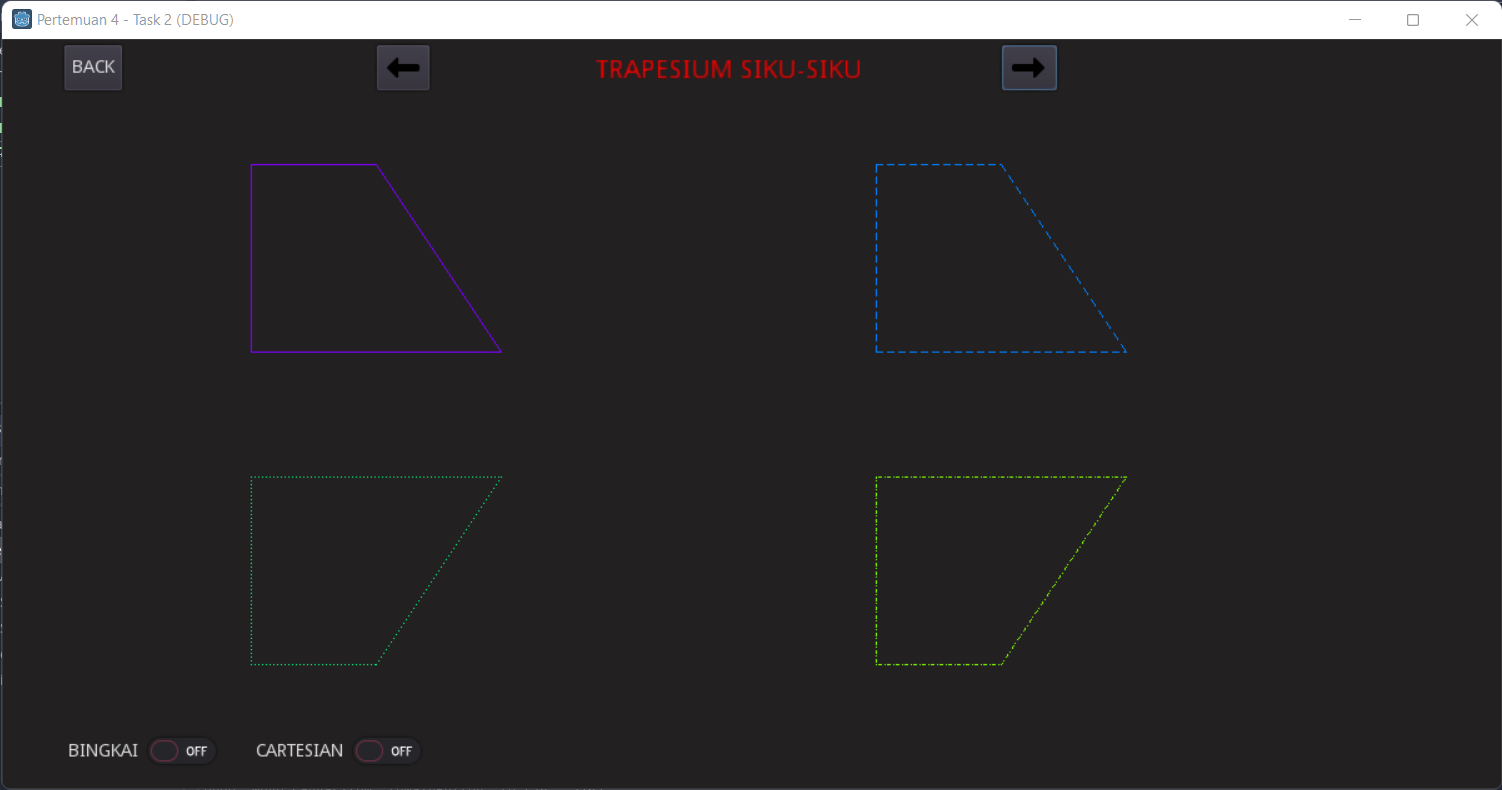 Pertemuan 4 - Task 2 (DEBUG)
BACK
TRAPESIUM SIKU-SIKU
BINGKAI OFF CARTESIAN OFF